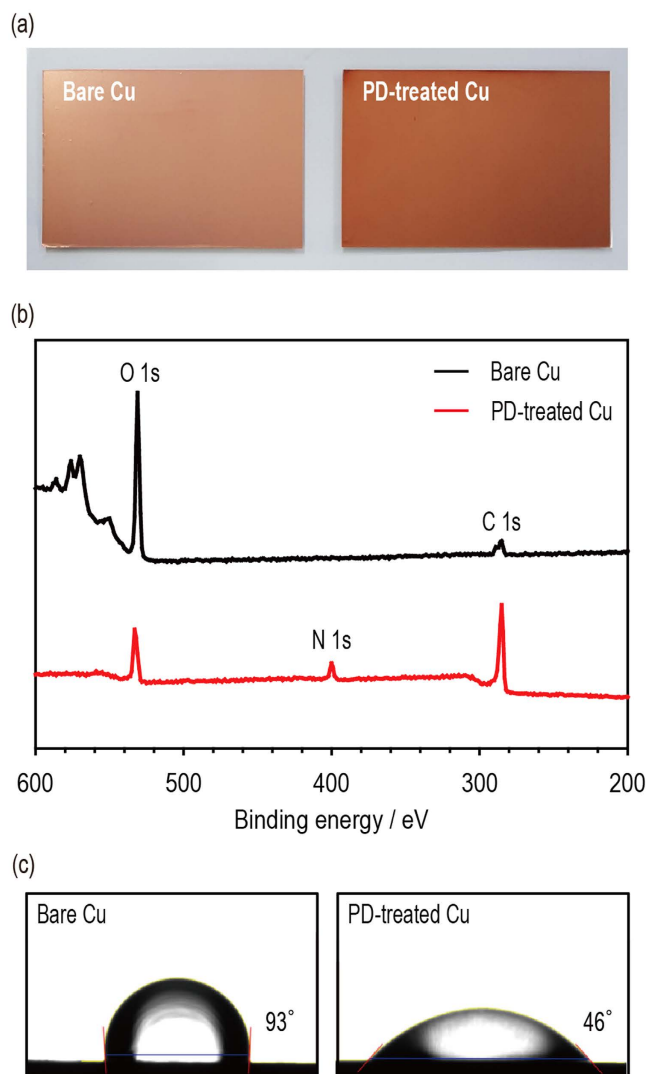 (a)
Bare Cu
PD-treated Cu
(b)
O 1s
Bare Cu
PD-treated Cu
C 1s
N 1s
600
500
400
300
200
Binding energy / eV
(c)
Bare Cu
PD-treated Cu
93°
46°